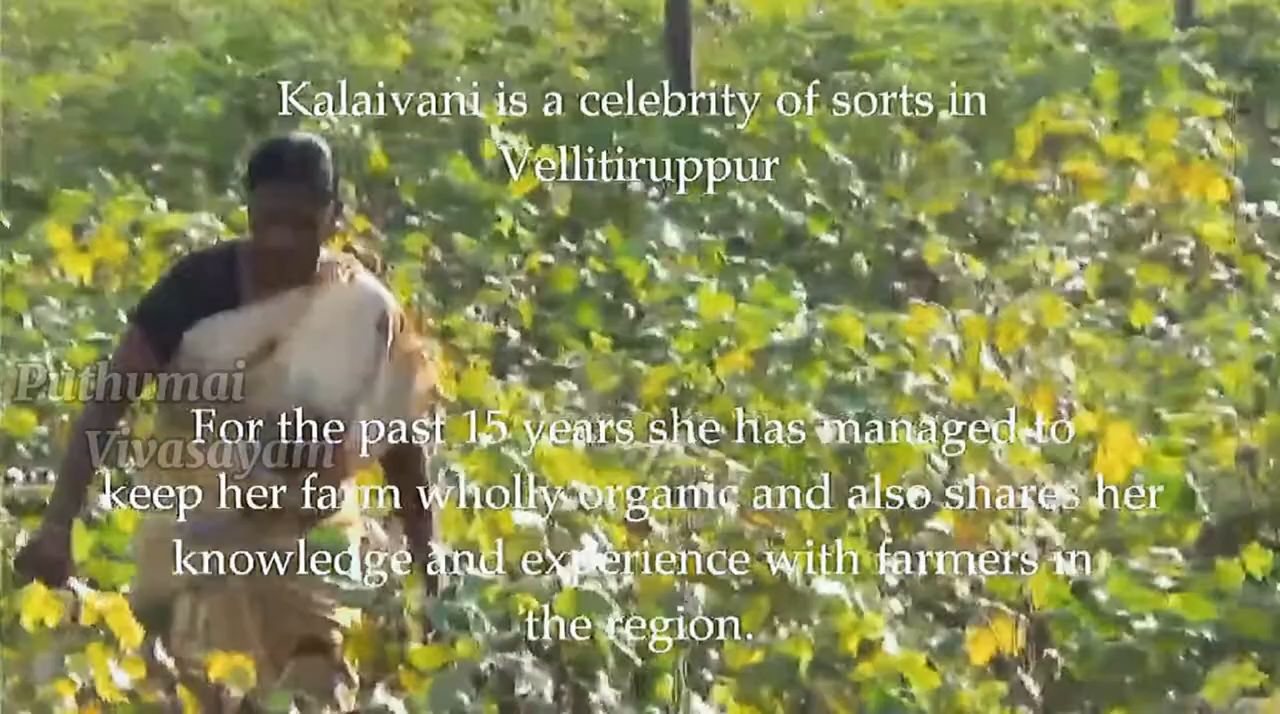 Kalaivani is a celebrity of sorts in
Vellitiruppur
Puthumai
Vivasayam
For the past 15 years she has managed to
keep her farm wholly organic and also shares her
knowledge and experience with farmers in
the region.